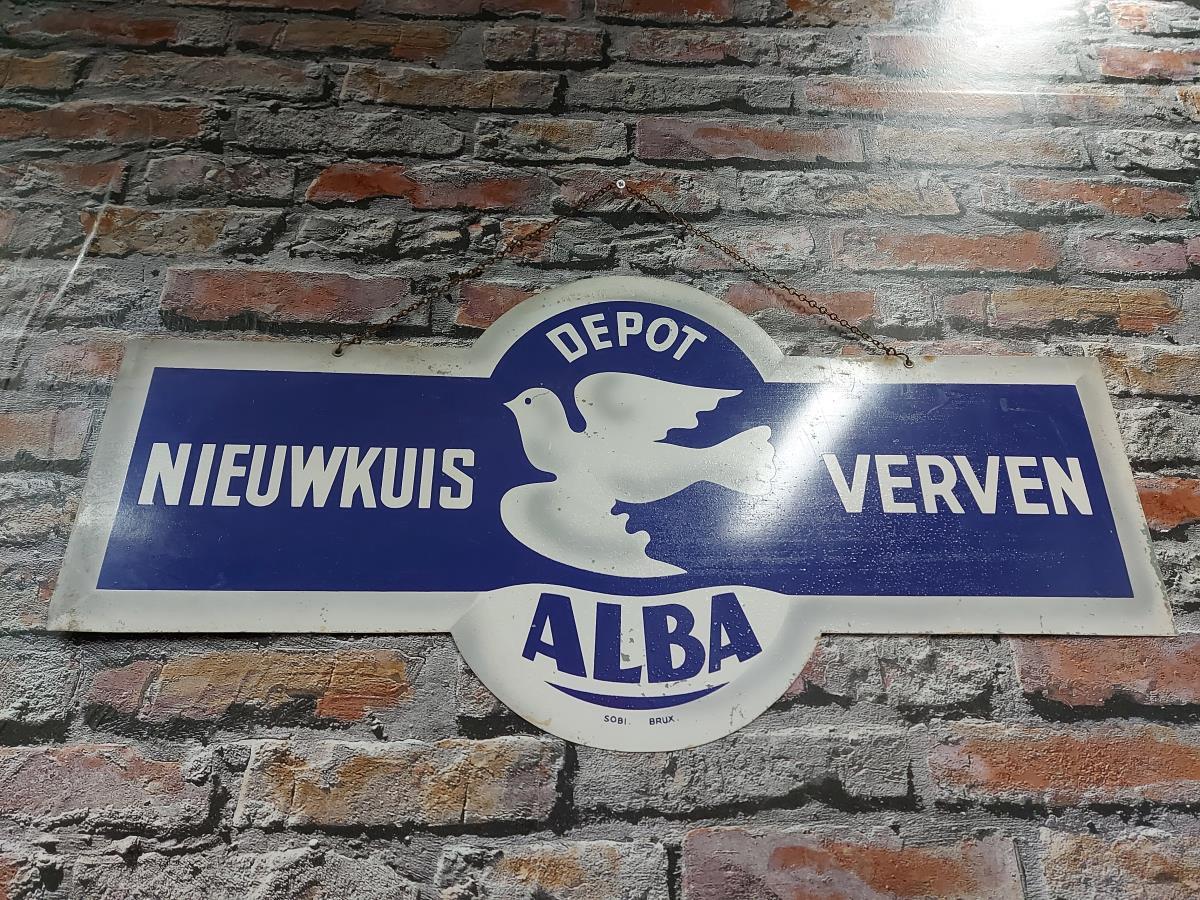 DEPOT
NIEUWKUIS VERVEN
ALBA
SOBI. BRUX.